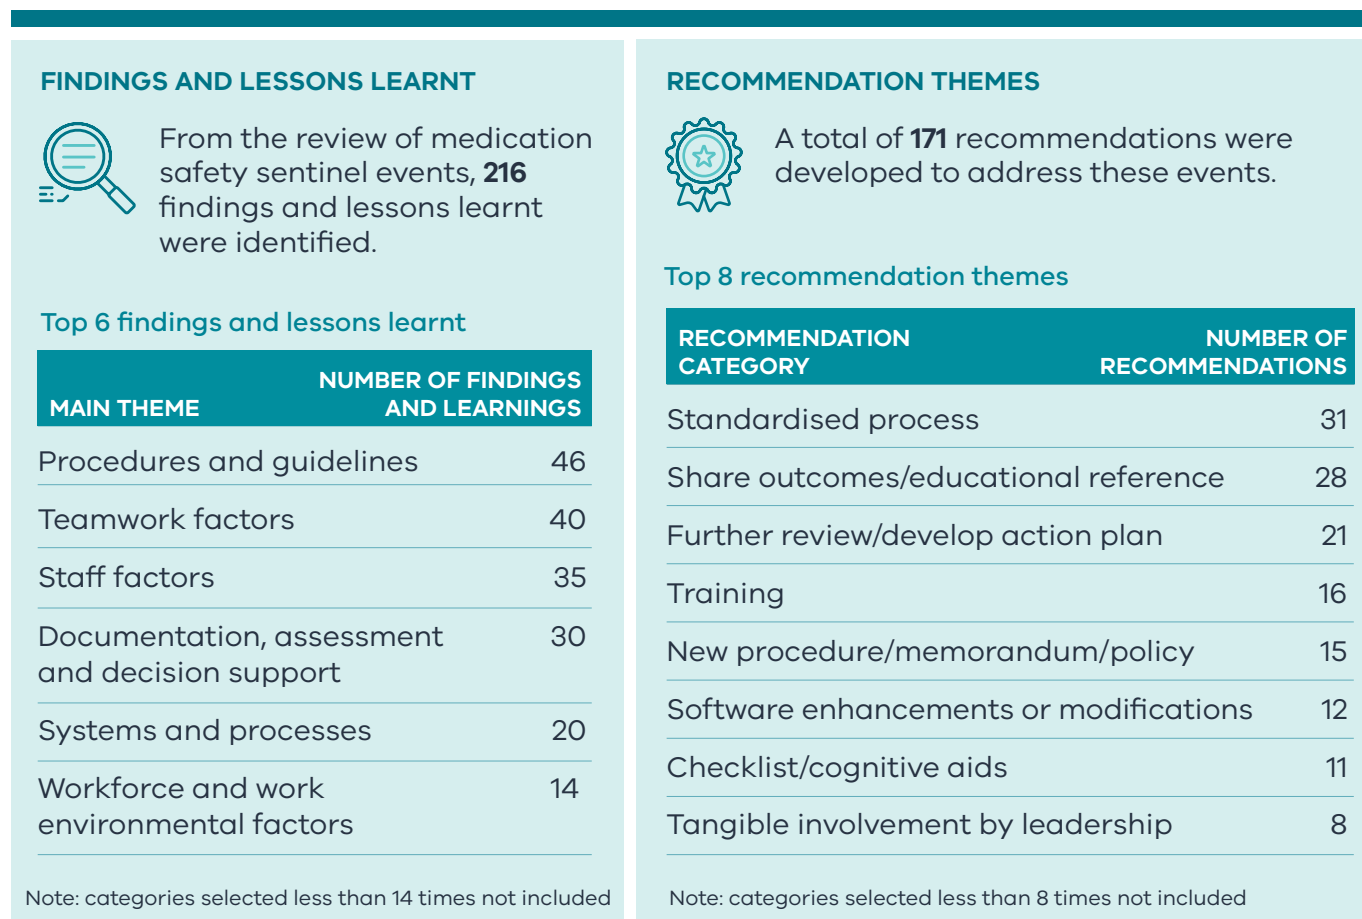 FINDINGS AND LESSONS LEARNT
From the review of medication
safety sentinel events, 216
findings and lessons learnt
were identified.
Top 6 findings and lessons learnt
MAIN THEME NUMBER OF FINDINGS AND LEARNINGS
Procedures and guidelines 46
Teamwork factors 40
Staff factors 35
Documentation, assessment 30
and decision support
Systems and processes 20
Workforce and work 14
environmental factors
Note: categories selected less than 14 times not included
RECOMMENDATION THEMES
A total of 171 recommendations were
developed to address these events.
Top 8 recommendation themes
RECOMMENDATION NUMBER OF
CATEGORY RECOMMENDATIONS
Standardised process 31
Share outcomes/educational reference 28
Further review/develop action plan 21
Training 16
New procedure/memorandum/policy 15
Software enhancements or modifications 12
Checklist/cognitive aids 11
Tangible involvement by leadership 8
Note: categories selected less than 8 times not included